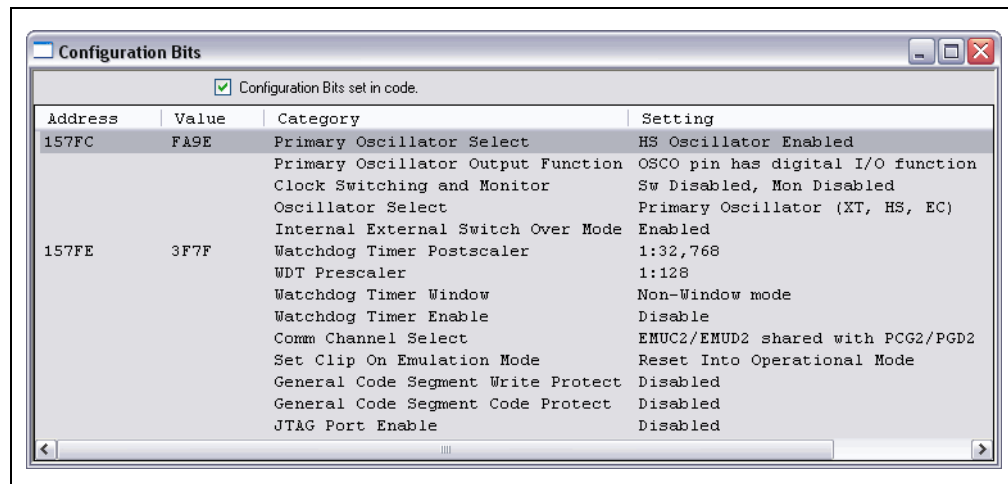 Configuration Bits
Configuration Bits set in code.
Address Value Category Setting
157FC FA9E Primary Oscillator Select HS Oscillator Enabled
Primary Oscillator Output Function OSCO pin has digital I/O function
Clock Switching and Monitor Sw Disabled, Mon Disabled
Oscillator Select Primary Oscillator (XT, HS, EC)
Internal External Switch Over Mode Enabled
157FE 3F7F Watchdog Timer Postscaler 1:32,768
WDT Prescaler 1:128
Watchdog Timer Window Non-Window mode
Watchdog Timer Enable Disable
Comm Channel Select EMUC2/EMUD2 shared with PCG2/PGD2
Set Clip On Emulation Mode Reset Into Operational Mode
General Code Segment Write Protect Disabled
General Code Segment Code Protect Disabled
JTAG Port Enable Disabled